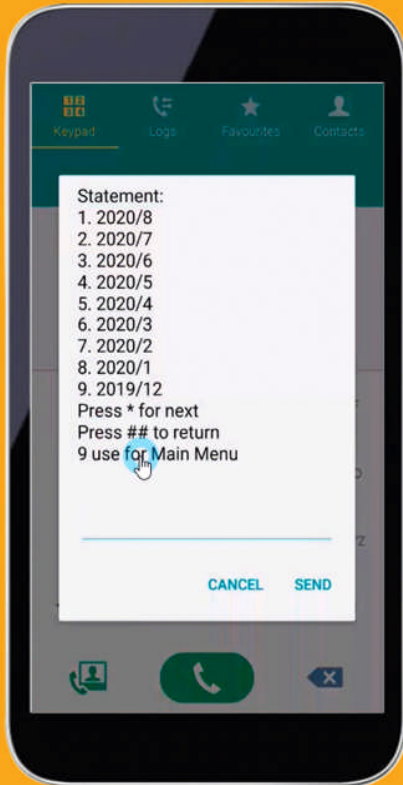 Keypad
Logs
Favourites
Contacts
Statement:
1. 2020/8
2. 2020/7
3. 2020/6
4. 2020/5
5. 2020/4
6. 2020/3
7. 2020/2
8. 2020/1
9. 2019/12
Press * for next
Press ## to return
9 use for Main Menu
CANCEL SEND